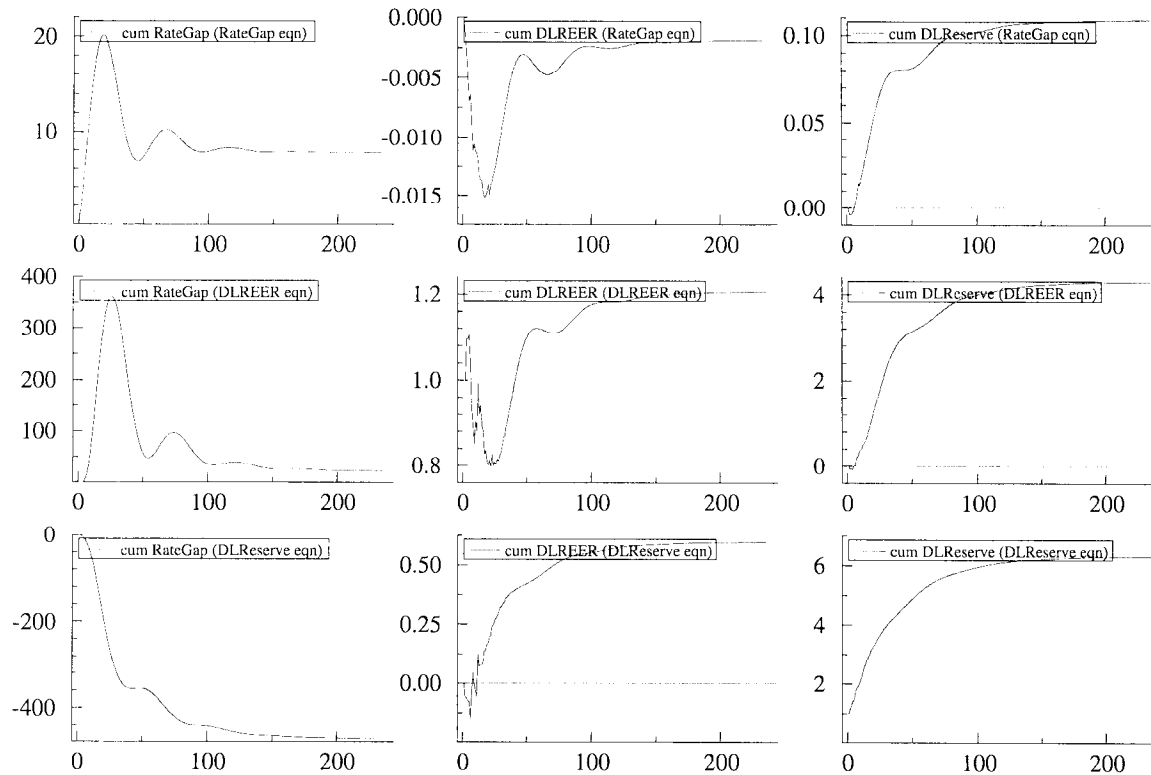 cum RateGap (RateGap eqn)
20
10
0 100 200
cum DLREER (RateGap eqn)
0.000
-0.005
-0.010
-0.015
0 100 200
cum DLReserve (RateGap eqn)
0.10
0.05
0.00
0 100 200
cum RateGap (DLREER eqn)
400
300
200
100
0 100 200
cum DLREER (DLREER eqn)
1.2
1.0
0.8
0 100 200
cum DLReserve (DLREER eqn)
4
2
0
0 100 200
cum RateGap (DLReserve eqn)
0
-200
-400
0 100 200
cum DLREER (DLReserve eqn)
0.50
0.25
0.00
0 100 200
cum DLReserve (DLReserve eqn)
6
4
2
0 100 200